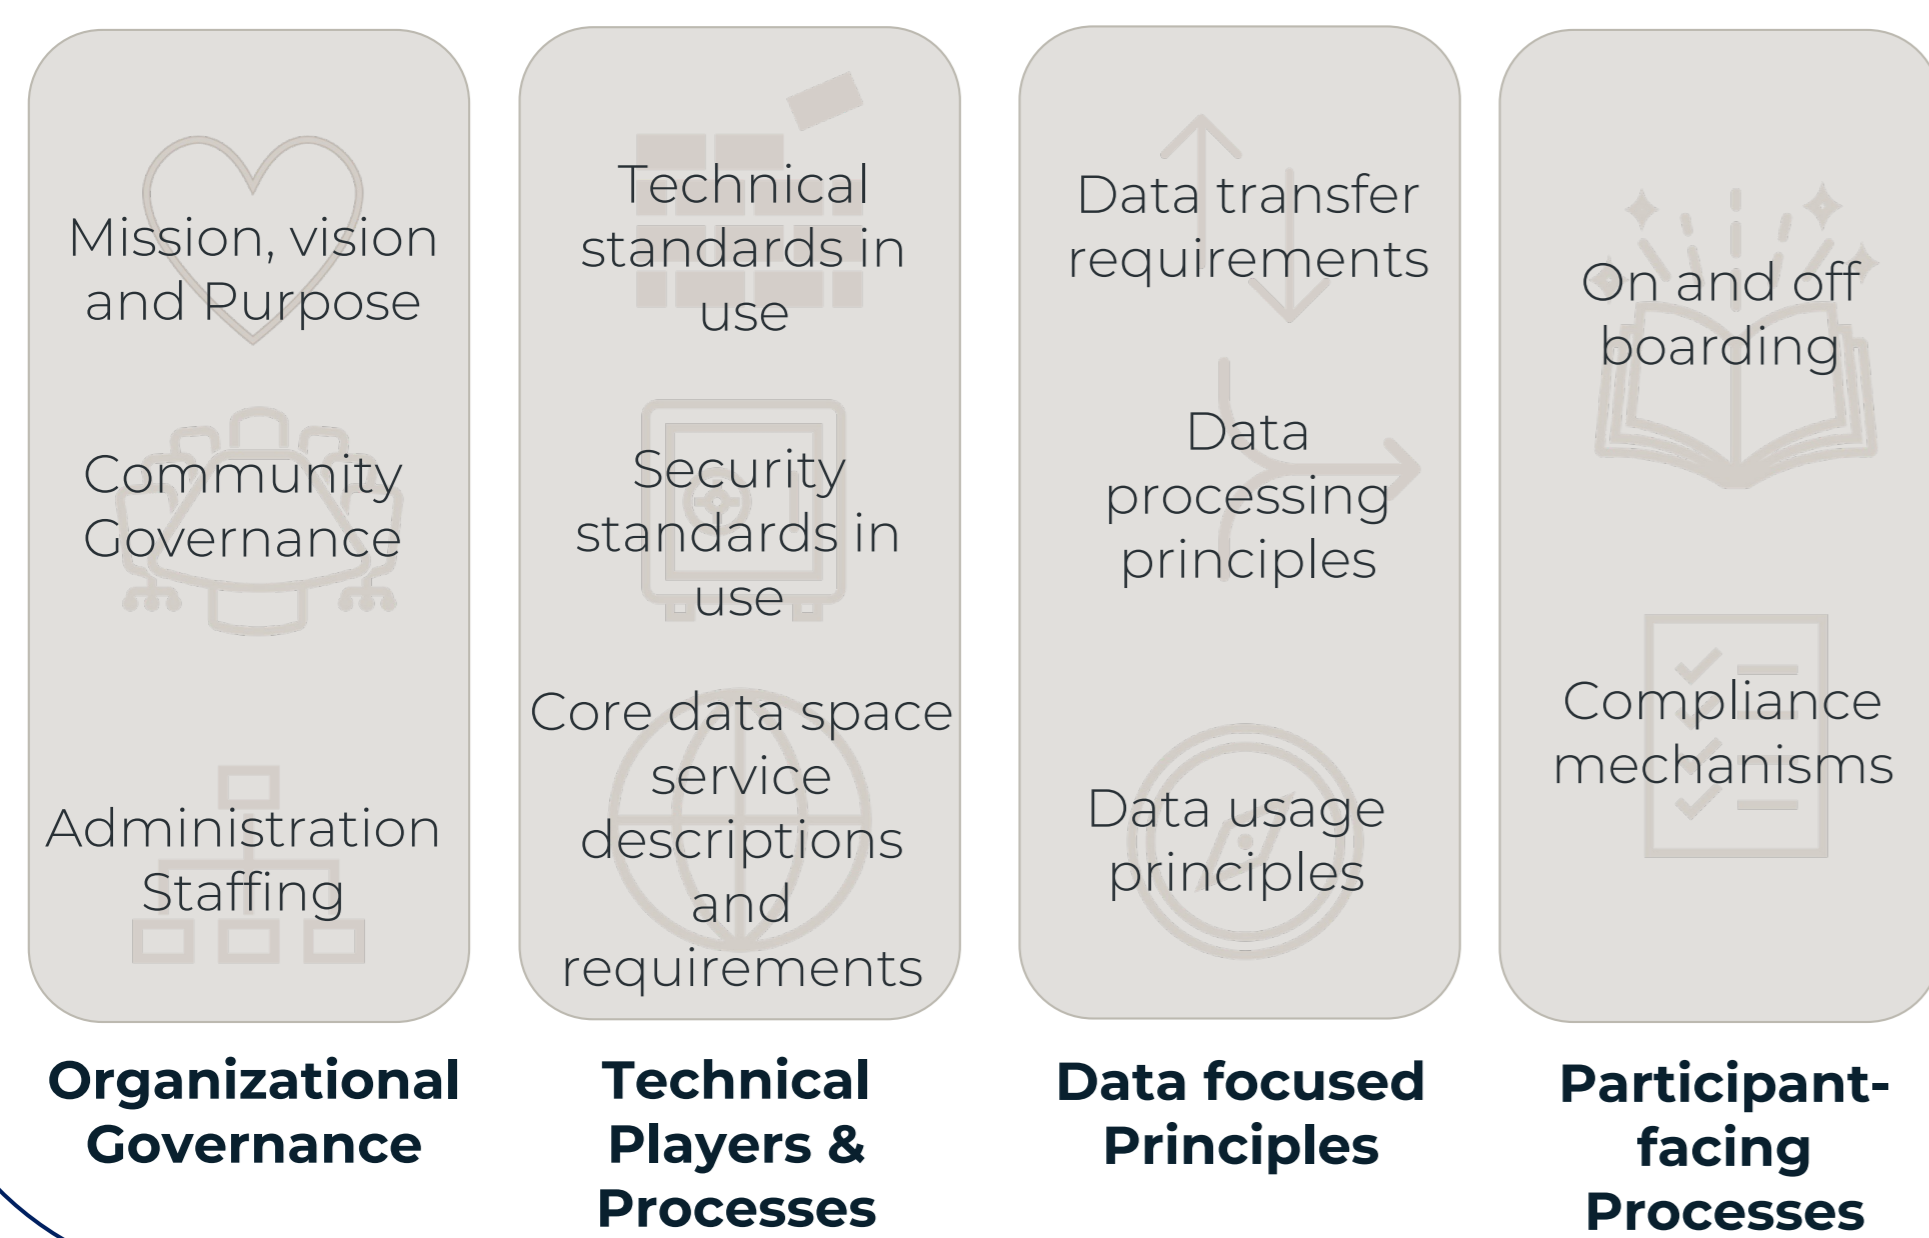 Mission, vision
and Purpose
Community
Governance
Administration
Staffing
Organizational
Governance
Technical
standards in
use
Security
standards in
use
Core data space
service
descriptions
and
requirements
Technical
Players &
Processes
Data transfer
requirements
Data
processing
principles
Data usage
principles
Data focused
Principles
On and off
boarding
Compliance
mechanisms
Participant-
facing
Processes